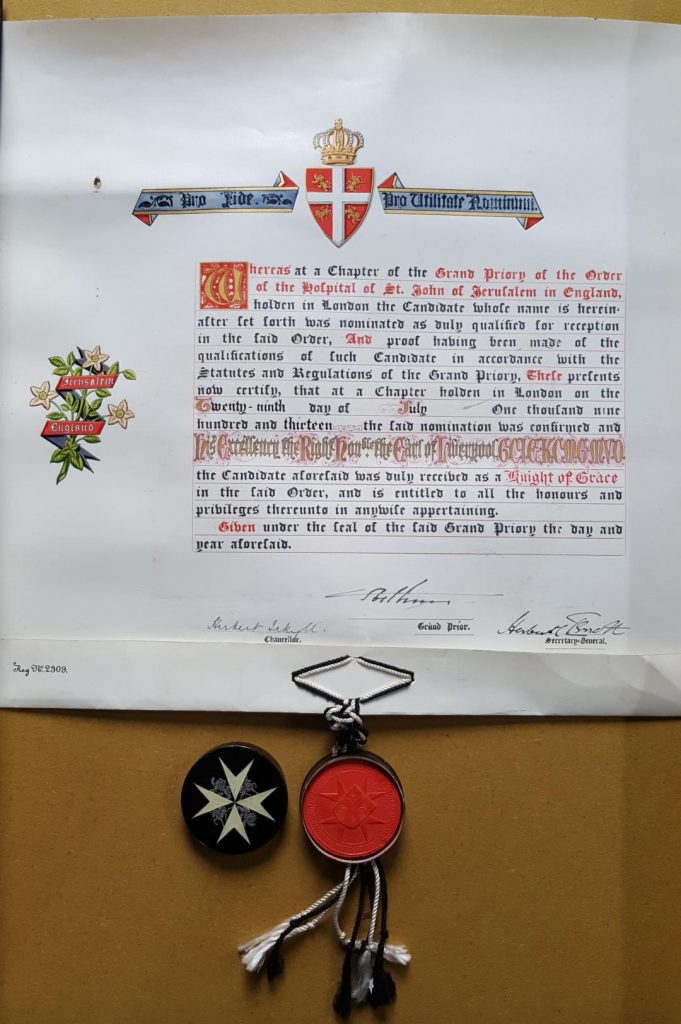 Pro Fide.
Pro Utilitate Hominum.
Whereas at a Chapter of the Grand Priory of the Order
of the Hospital of St. John of Jerusalem in England,
holden in London the Candidate whose name is herein-
after set forth was nominated as duly qualified for reception
in the said Order, And proof having been made of the
qualifications of such Candidate in accordance with the
Statutes and Regulations of the Grand Priory, These presents
now certify, that at a Chapter holden in London on the
Twenty-ninth day of July One thousand nine
hundred and thirteen the said nomination was confirmed and
His Excellency the Right Honble the Earl of Liverpool, G.C.I.E. K.C.M.G. M.V.O.
the Candidate aforesaid was duly received as a Knight of Grace
in the said Order, and is entitled to all the honours and
privileges thereunto in anywise appertaining.
Given under the seal of the said Grand Priory the day and
year aforesaid.
Jerusalem
England
Arthur
Grand Prior.
Herbert Jekyll.
Chancellor.
Herbert
Secretary-General.
Reg No. 2309.